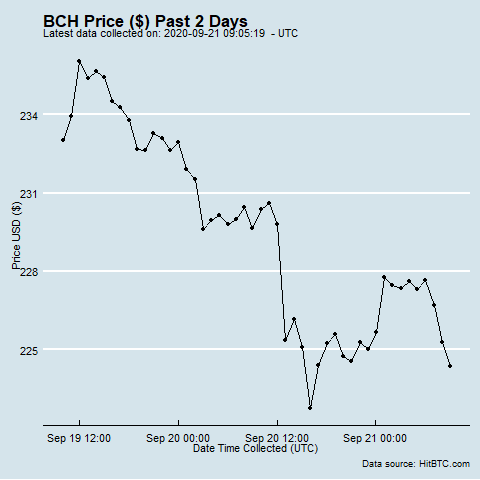 BCH Price ($) Past 2 Days
Latest data collected on: 2020-09-21 09:05:19 - UTC
Price USD ($)
234
231
228
225
Sep 19 12:00 Sep 20 00:00 Sep 20 12:00 Sep 21 00:00
Date Time Collected (UTC)
Data source: HitBTC.com